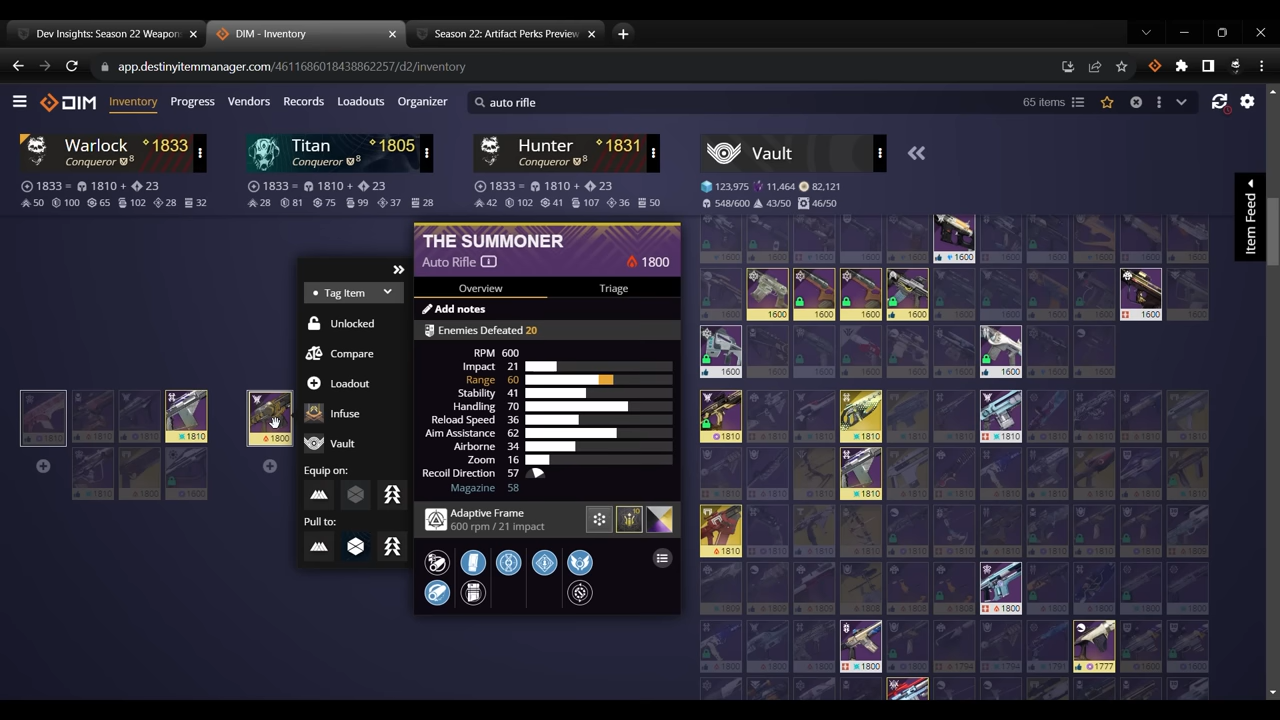 Dev Insights: Season 22 Weapon
DIM - Inventory
Season 22: Artifact Perks Preview
app.destinyitemmanager.com/4611686018438862257/d2/inventory
DIM Inventory Progress Vendors Records Loadouts Organizer auto rifle 65 items
Warlock 1833
Conqueror 8
Titan 1805
Conqueror 8
Hunter 1831
Conqueror 8
Vault
1833 = 1810 + 23
1833 = 1810 + 23
1833 = 1810 + 23
123,975 11,464 82,121
50 100 65 102 28 32
28 81 75 99 37 28
42 102 41 107 36 50
548/600 43/50 46/50
Item Feed
THE SUMMONER
Auto Rifle 1800
Overview Triage
Add notes
Enemies Defeated 20
RPM 600
Impact 21
Range 60
Stability 41
Handling 70
Reload Speed 36
Aim Assistance 62
Airborne 34
Zoom 16
Recoil Direction 57
Magazine 58
Adaptive Frame
600 rpm / 21 impact
10
Tag Item
Unlocked
Compare
Loadout
Infuse
Vault
Equip on:
Pull to:
1810
1800
1600
1600 1600 1600 1600 1600 1600
1600 1600
1810 1810 1810
1810
1810
1800
1800 1777